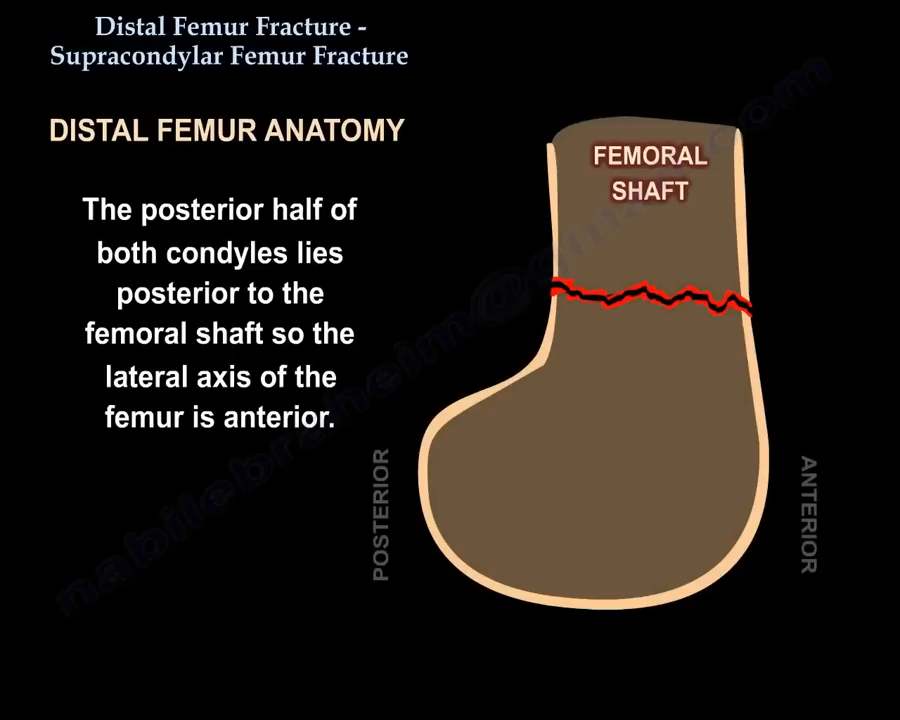 Distal Femur Fracture -
Supracondylar Femur Fracture
DISTAL FEMUR ANATOMY
The posterior half of
both condyles lies
posterior to the
femoral shaft so the
lateral axis of the
femur is anterior.
FEMORAL
SHAFT
POSTERIOR
ANTERIOR